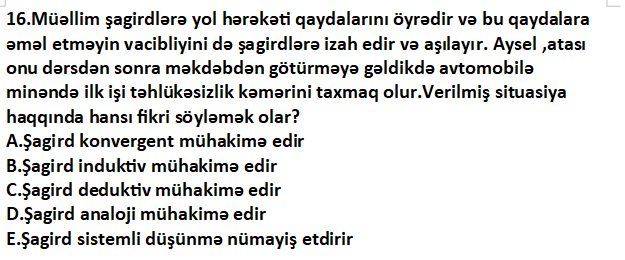 16.Müəllim şagirdlərə yol hərəkəti qaydalarını öyrədir və bu qaydalara
əməl etməyin vacibliyini də şagirdlərə izah edir və aşılayır. Aysel ,atası
onu dərsdən sonra məkdəbdən götürməyə gəldikdə avtomobilə
minəndə ilk işi təhlükəsizlik kəmərini taxmaq olur.Verilmiş situasiya
haqqında hansı fikri söyləmək olar?
A.Şagird konvergent mühakimə edir
B.Şagird induktiv mühakimə edir
C.Şagird deduktiv mühakimə edir
D.Şagird analoji mühakimə edir
E.Şagird sistemli düşünmə nümayiş etdirir